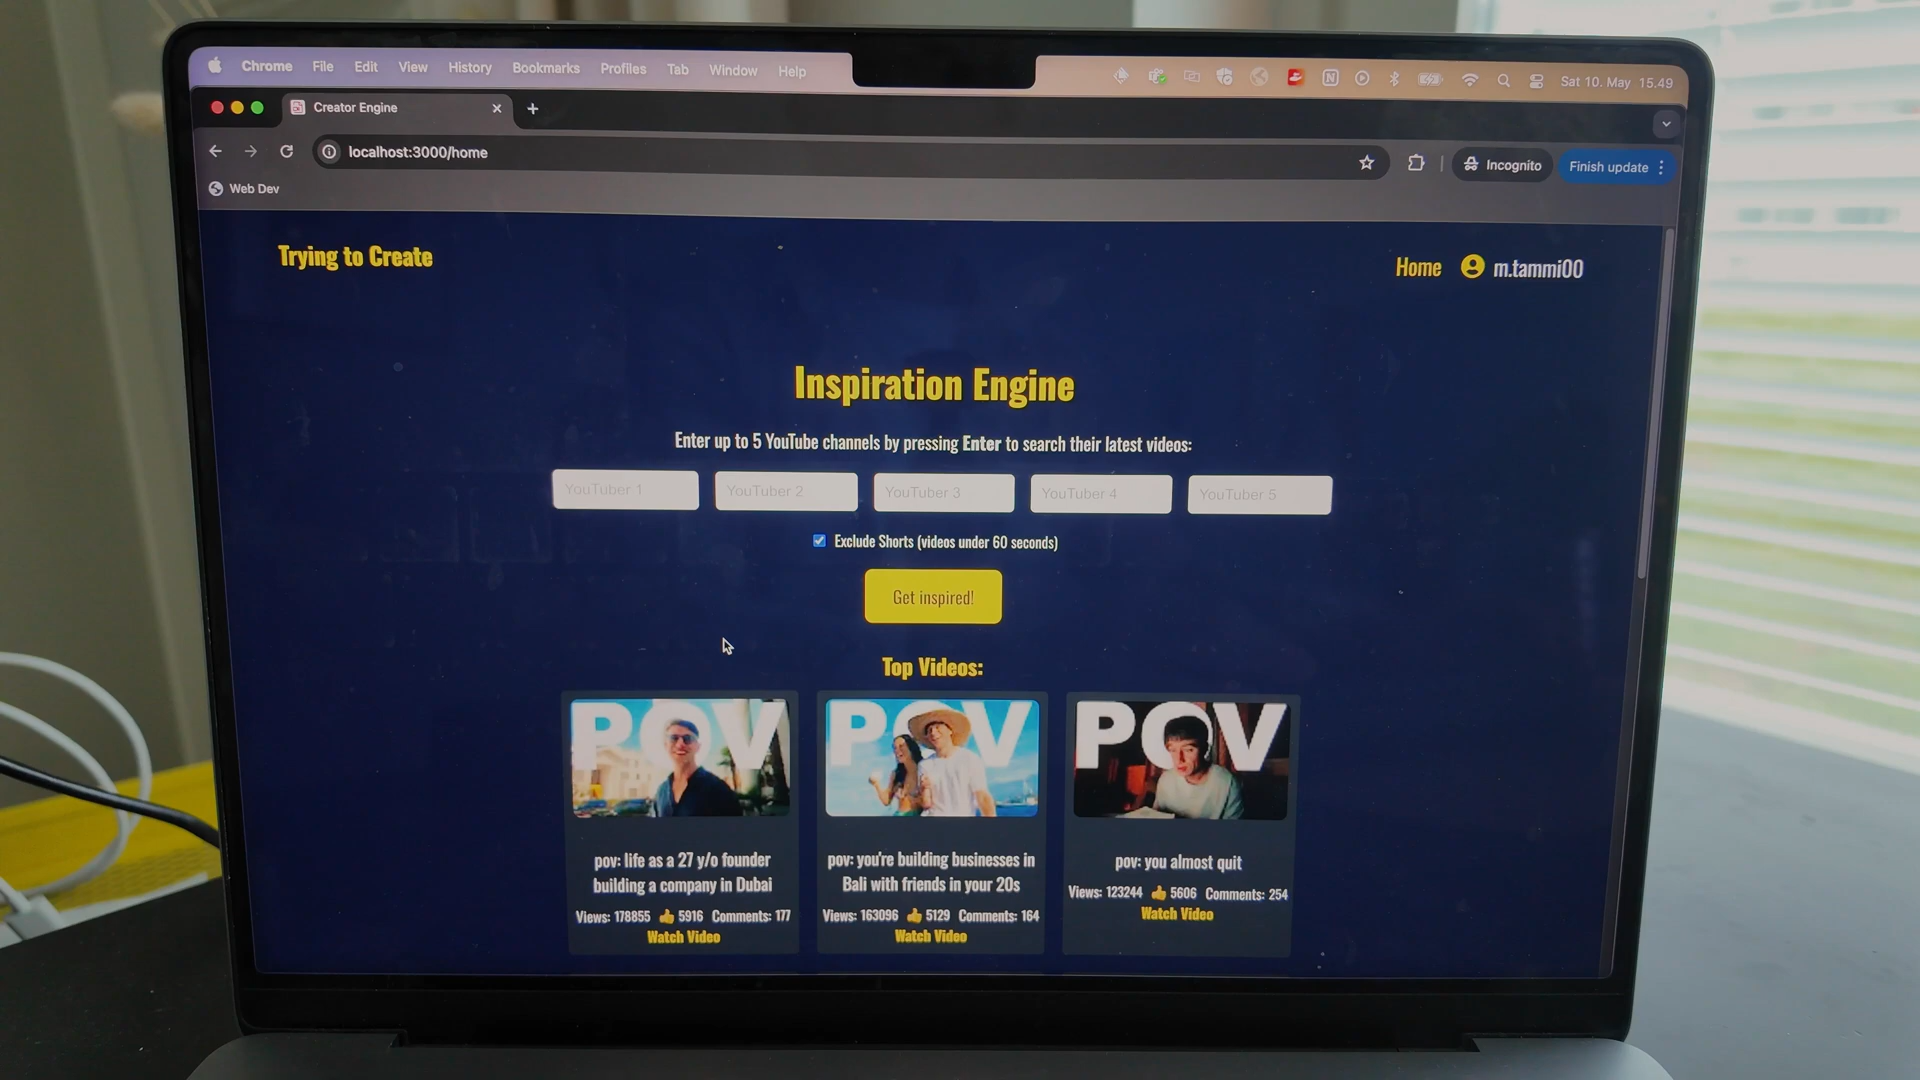 Chrome File Edit View History Bookmarks Profiles Tab Window Help
Sat 10. May 15.49
Creator Engine
localhost:3000/home
Incognito
Finish update
Web Dev
Trying to Create
Home
m.tammi00
Inspiration Engine
Enter up to 5 YouTube channels by pressing Enter to search their latest videos:
YouTuber 1
YouTuber 2
YouTuber 3
YouTuber 4
YouTuber 5
Exclude Shorts (videos under 60 seconds)
Get inspired!
Top Videos:
POV
pov: life as a 27 y/o founder
building a company in Dubai
Views: 178855 👍 5916 Comments: 177
Watch Video
POV
pov: you're building businesses in
Bali with friends in your 20s
Views: 163096 👍 5129 Comments: 164
Watch Video
POV
pov: you almost quit
Views: 123244 👍 5606 Comments: 254
Watch Video